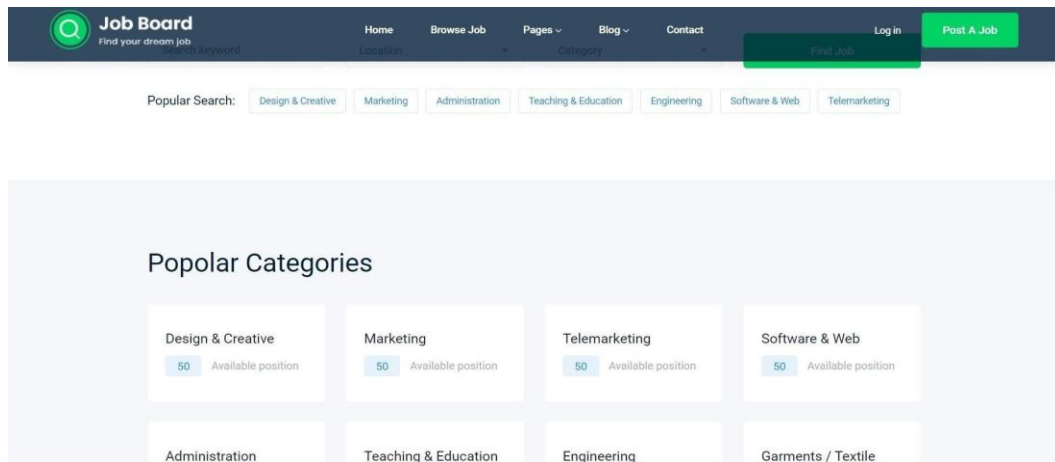 Job Board
Find your dream job
Home Browse Job Pages Blog Contact
Log in Post A Job
Search keyword Location Category Find Job
Popular Search: Design & Creative Marketing Administration Teaching & Education Engineering Software & Web Telemarketing
Popolar Categories
Design & Creative Marketing Telemarketing Software & Web
50 Available position 50 Available position 50 Available position 50 Available position
Administration Teaching & Education Engineering Garments / Textile